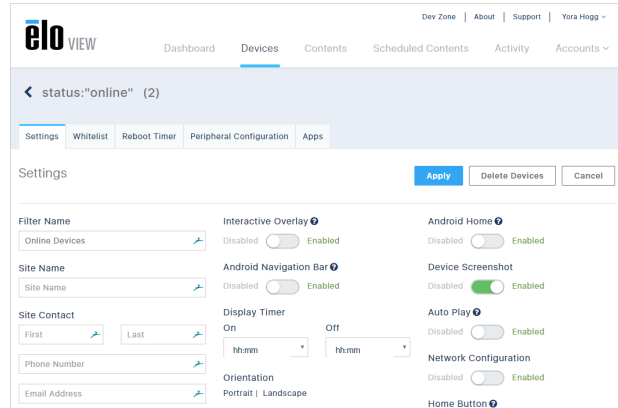 Dev Zone | About | Support | Yora Hogg
ēlo VIEW
Dashboard Devices Contents Scheduled Contents Activity Accounts
status:"online" (2)
Settings Whitelist Reboot Timer Peripheral Configuration Apps
Settings
Apply Delete Devices Cancel
Filter Name Interactive Overlay ? Android Home ?
Online Devices Disabled Enabled Disabled Enabled
Site Name Android Navigation Bar ? Device Screenshot
Site Name Disabled Enabled Disabled Enabled
Site Contact Display Timer Auto Play ?
First Last On Off Disabled Enabled
hh:mm hh:mm
Phone Number Network Configuration
Orientation Disabled Enabled
Email Address Portrait | Landscape
Home Button ?